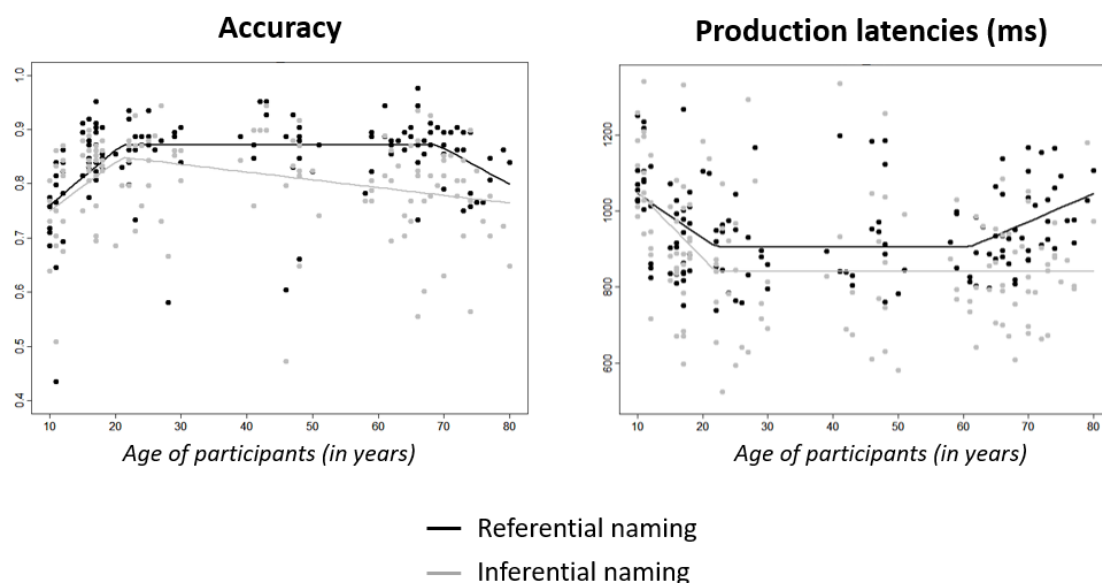 Accuracy
Production latencies (ms)
1.0
0.9
0.8
0.7
0.6
0.5
0.4
10 20 30 40 50 60 70 80
Age of participants (in years)
1200
1000
800
600
10 20 30 40 50 60 70 80
Age of participants (in years)
Referential naming
Inferential naming